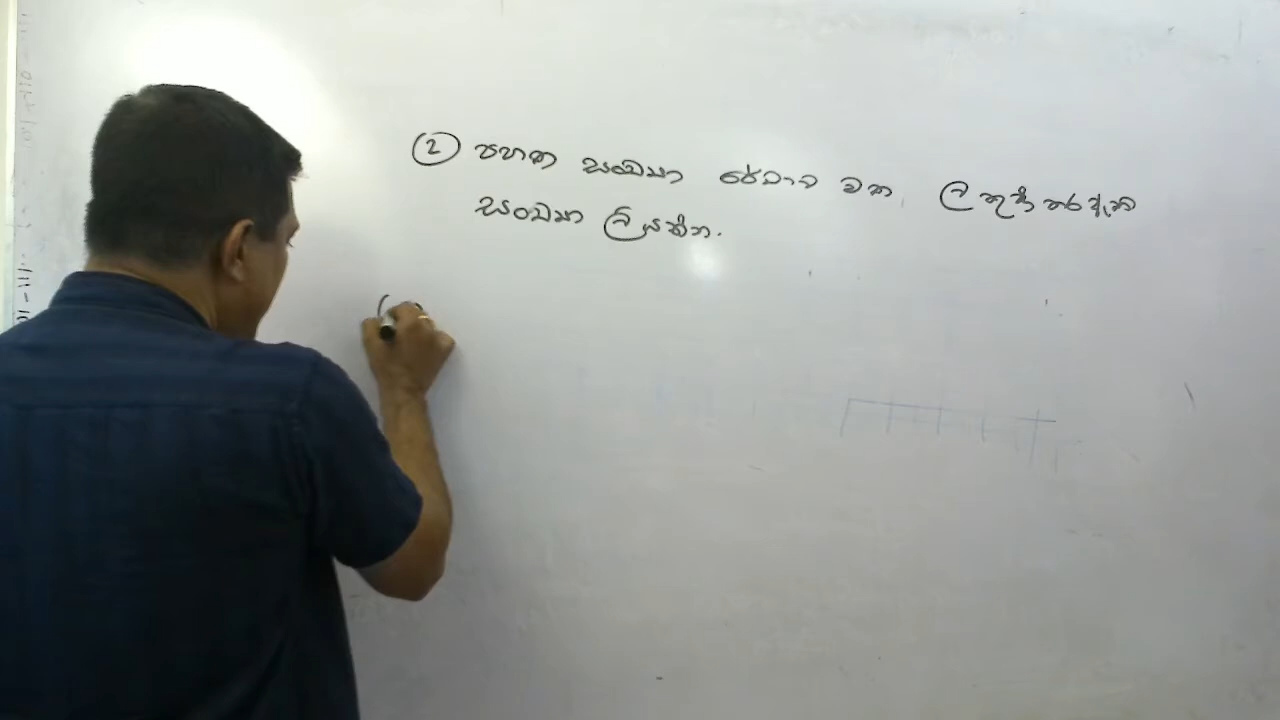 ② පහත සංඛ්‍යා රේඛාව මත ලකුණු කර ඇති
සංඛ්‍යා ලියන්න.
(